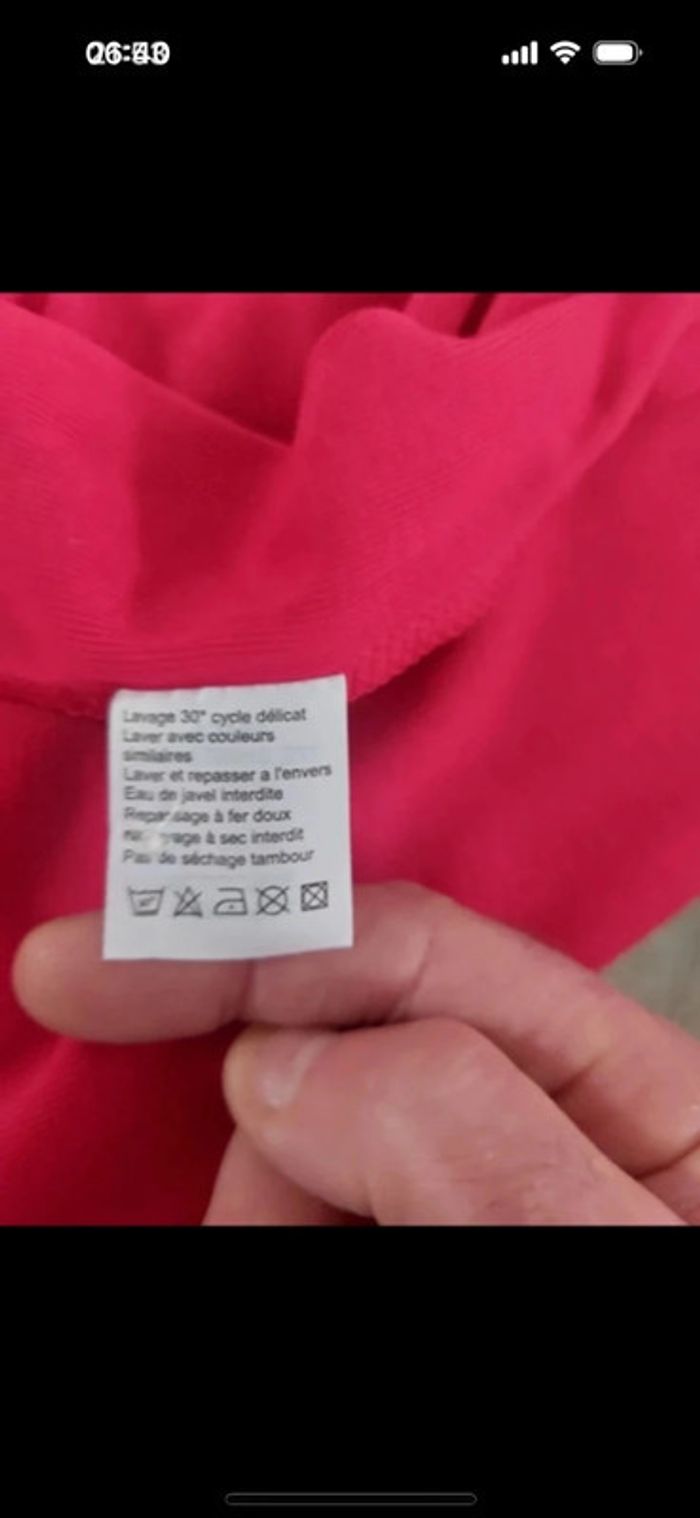 Lavage 30° cycle délicat
Laver avec couleurs
similaires
Laver et repasser a l'envers
Eau de javel interdite
Repassage à fer doux
à sec interdit
Pas de séchage tambour